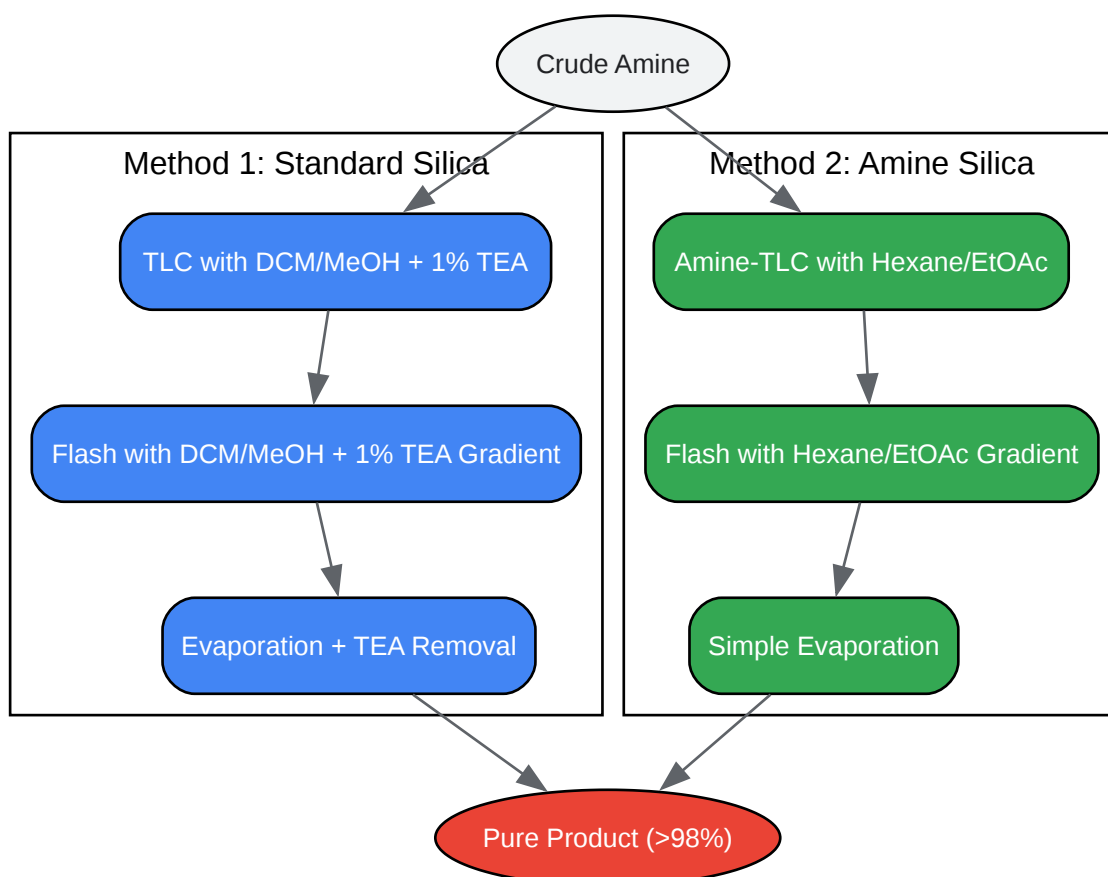 Crude Amine
Method 1: Standard Silica
TLC with DCM/MeOH + 1% TEA
Flash with DCM/MeOH + 1% TEA Gradient
Evaporation + TEA Removal
Method 2: Amine Silica
Amine-TLC with Hexane/EtOAc
Flash with Hexane/EtOAc Gradient
Simple Evaporation
Pure Product (>98%)